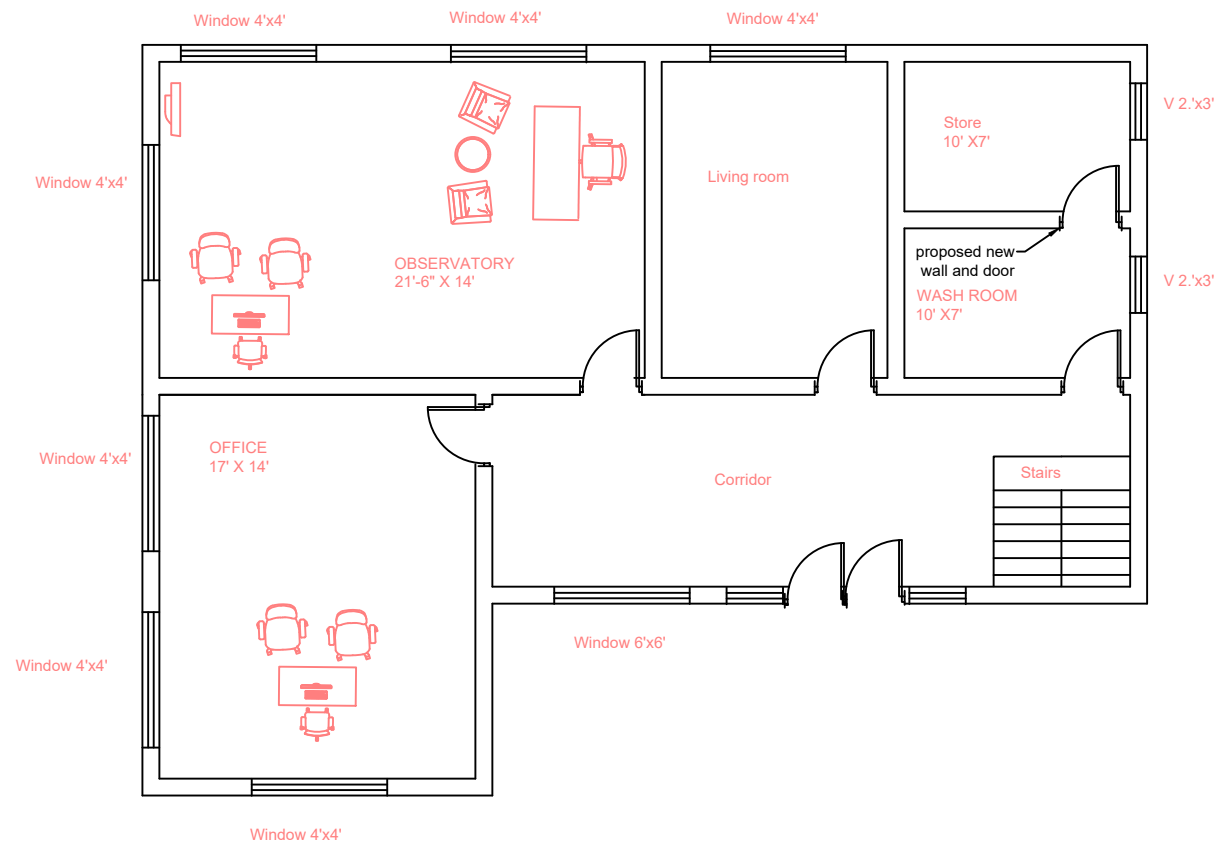 Window 4'x4'
Window 4'x4'
Window 4'x4'
V 2.'x3'
Store
10' X7'
Living room
Window 4'x4'
proposed new
wall and door
OBSERVATORY
21'-6" X 14'
V 2.'x3'
WASH ROOM
10' X7'
OFFICE
17' X 14'
Window 4'x4'
Corridor
Stairs
Window 6'x6'
Window 4'x4'
Window 4'x4'